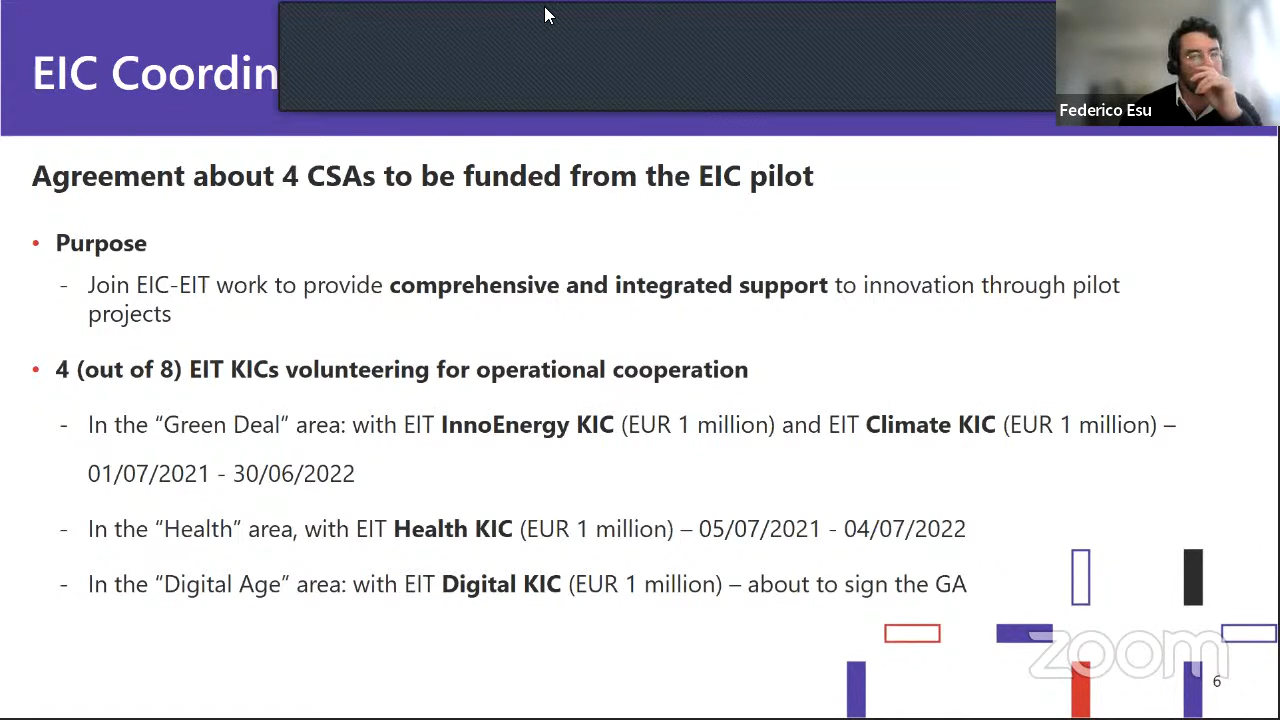 EIC Coordin
Federico Esu
Agreement about 4 CSAs to be funded from the EIC pilot
• Purpose
- Join EIC-EIT work to provide comprehensive and integrated support to innovation through pilot
projects
• 4 (out of 8) EIT KICs volunteering for operational cooperation
- In the “Green Deal” area: with EIT InnoEnergy KIC (EUR 1 million) and EIT Climate KIC (EUR 1 million) –
01/07/2021 - 30/06/2022
- In the “Health” area, with EIT Health KIC (EUR 1 million) – 05/07/2021 - 04/07/2022
- In the “Digital Age” area: with EIT Digital KIC (EUR 1 million) – about to sign the GA
zoom
6